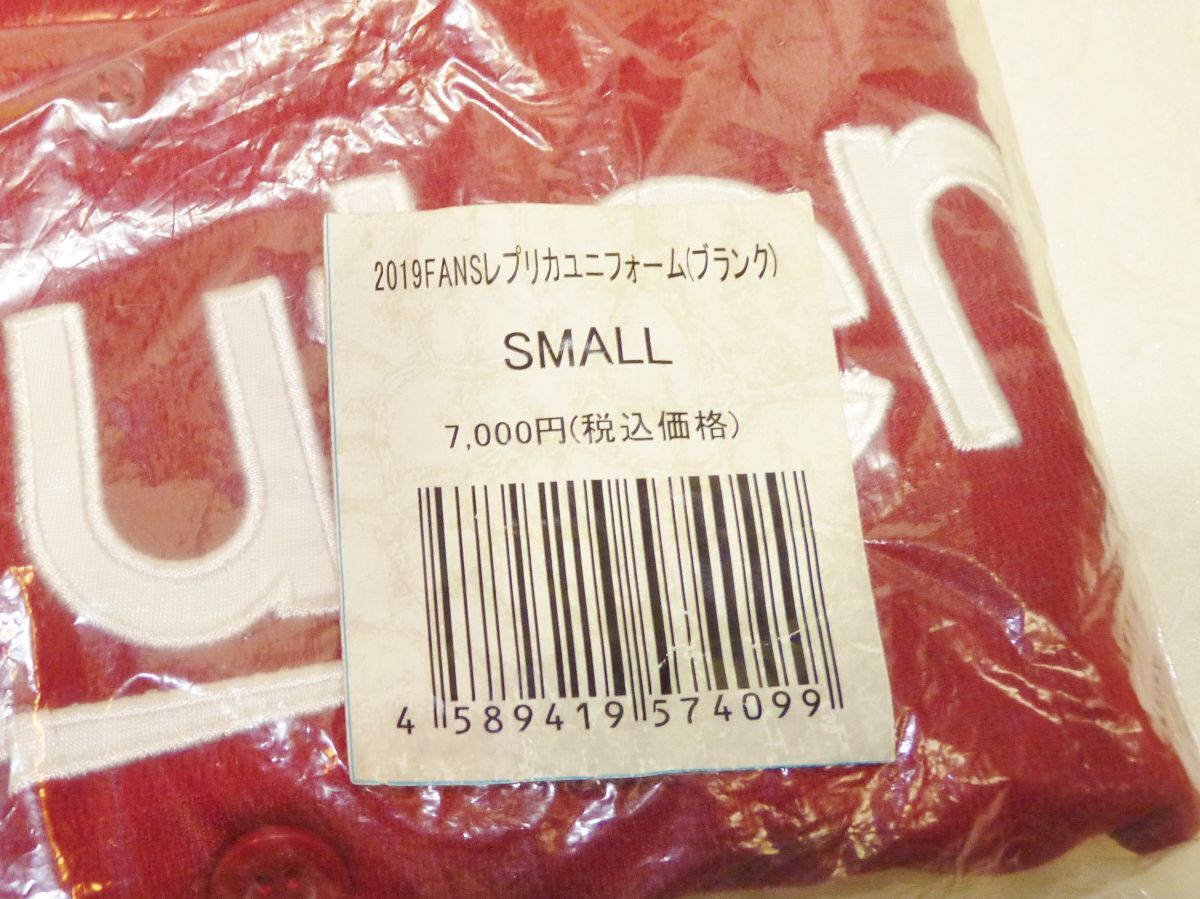 uten
2019FANSレプリカユニフォーム(ブランク)
SMALL
7,000円(税込価格)
4 589419 574099